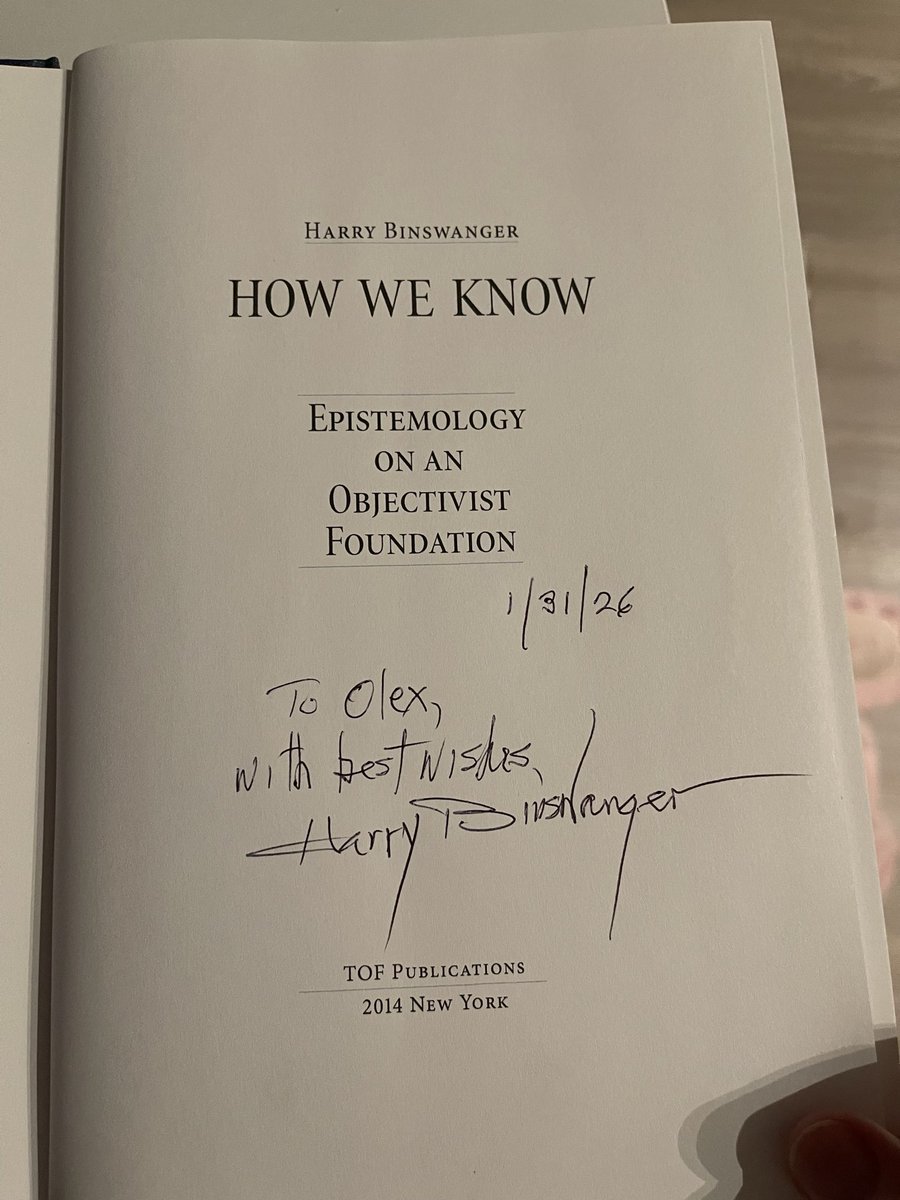 HARRY BINSWANGER
HOW WE KNOW
EPISTEMOLOGY
ON AN
OBJECTIVIST
FOUNDATION
1/31/26
To Olex,
with best wishes,
Harry Binswanger
TOF PUBLICATIONS
2014 NEW YORK